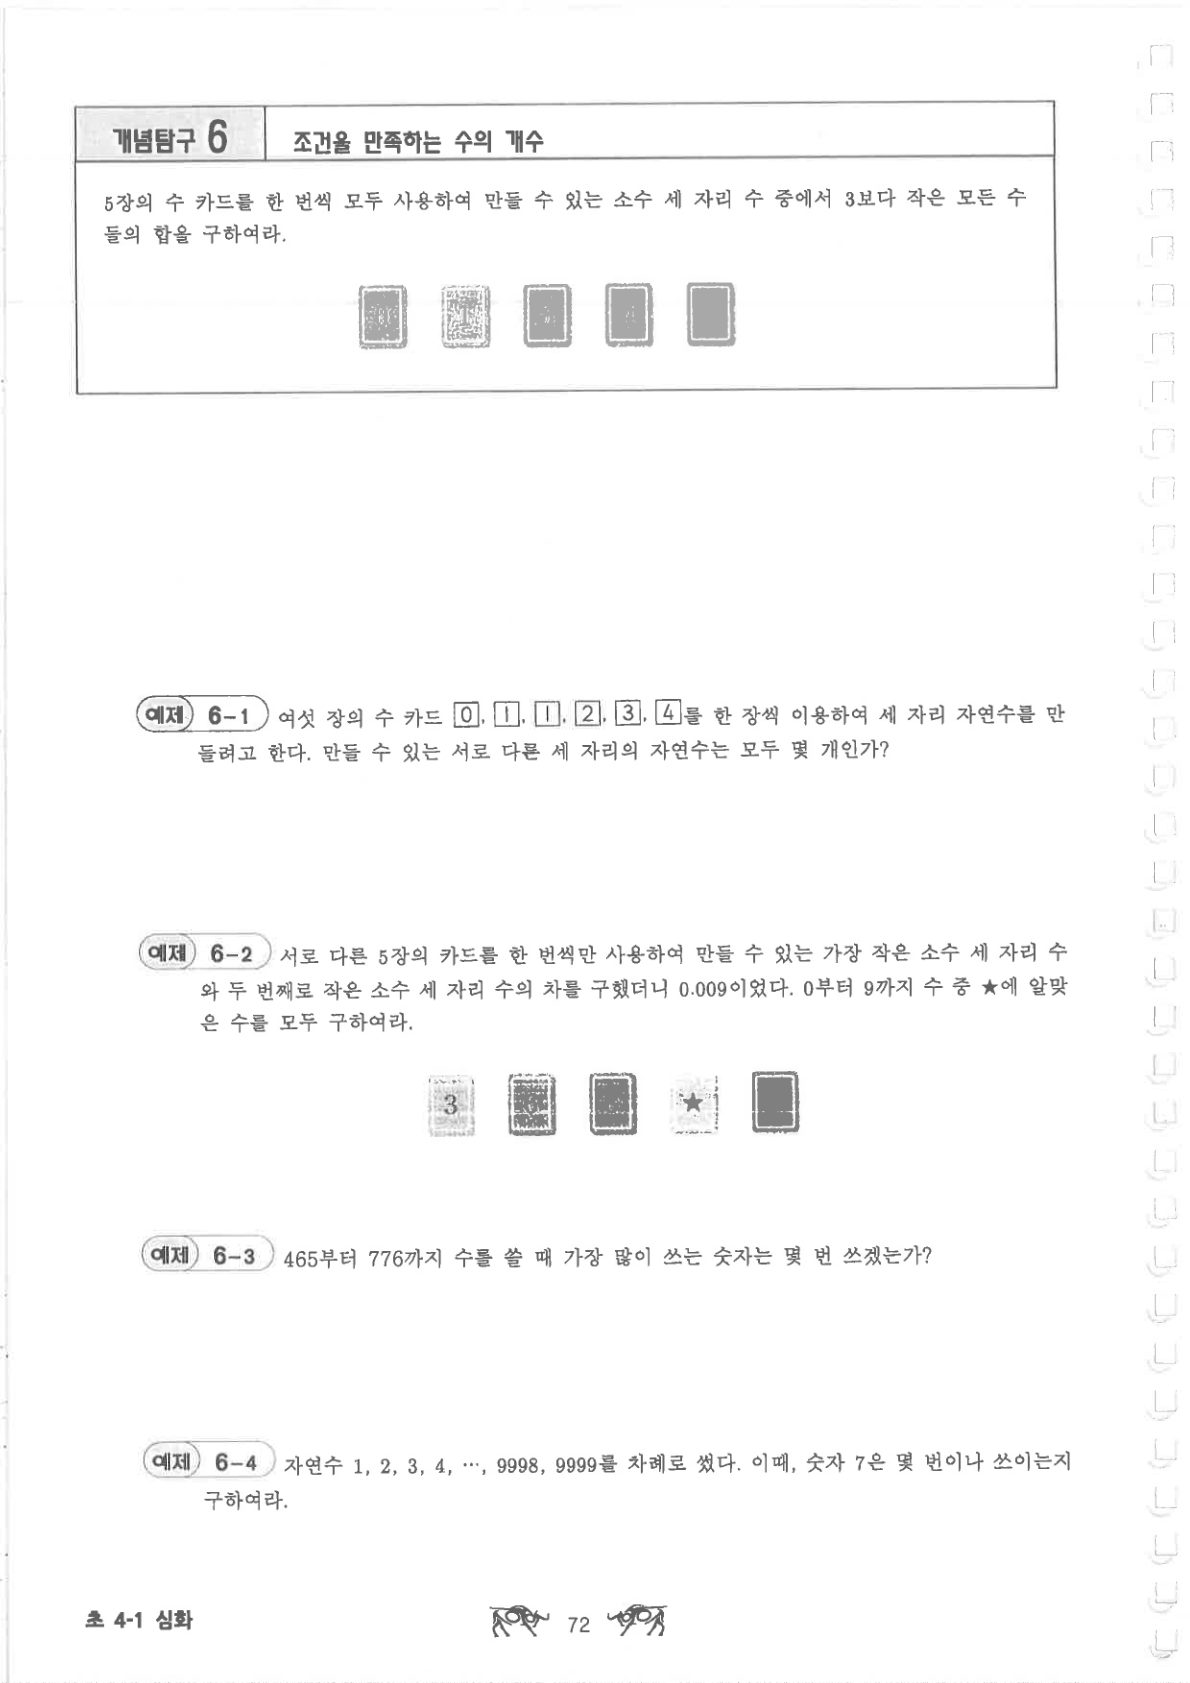 개념탐구 6 조건을 만족하는 수의 개수
5장의 수 카드를 한 번씩 모두 사용하여 만들 수 있는 소수 세 자리 수 중에서 3보다 작은 모든 수
들의 합을 구하여라.
예제 6-1 여섯 장의 수 카드 0, 1, 1, 2, 3, 4를 한 장씩 이용하여 세 자리 자연수를 만
들려고 한다. 만들 수 있는 서로 다른 세 자리의 자연수는 모두 몇 개인가?
예제 6-2 서로 다른 5장의 카드를 한 번씩만 사용하여 만들 수 있는 가장 작은 소수 세 자리 수
와 두 번째로 작은 소수 세 자리 수의 차를 구했더니 0.009이었다. 0부터 9까지 수 중 ★에 알맞
은 수를 모두 구하여라.
3 ★
예제 6-3 465부터 776까지 수를 쓸 때 가장 많이 쓰는 숫자는 몇 번 쓰겠는가?
예제 6-4 자연수 1, 2, 3, 4, ⋯, 9998, 9999를 차례로 썼다. 이때, 숫자 7은 몇 번이나 쓰이는지
구하여라.
초 4-1 심화 72